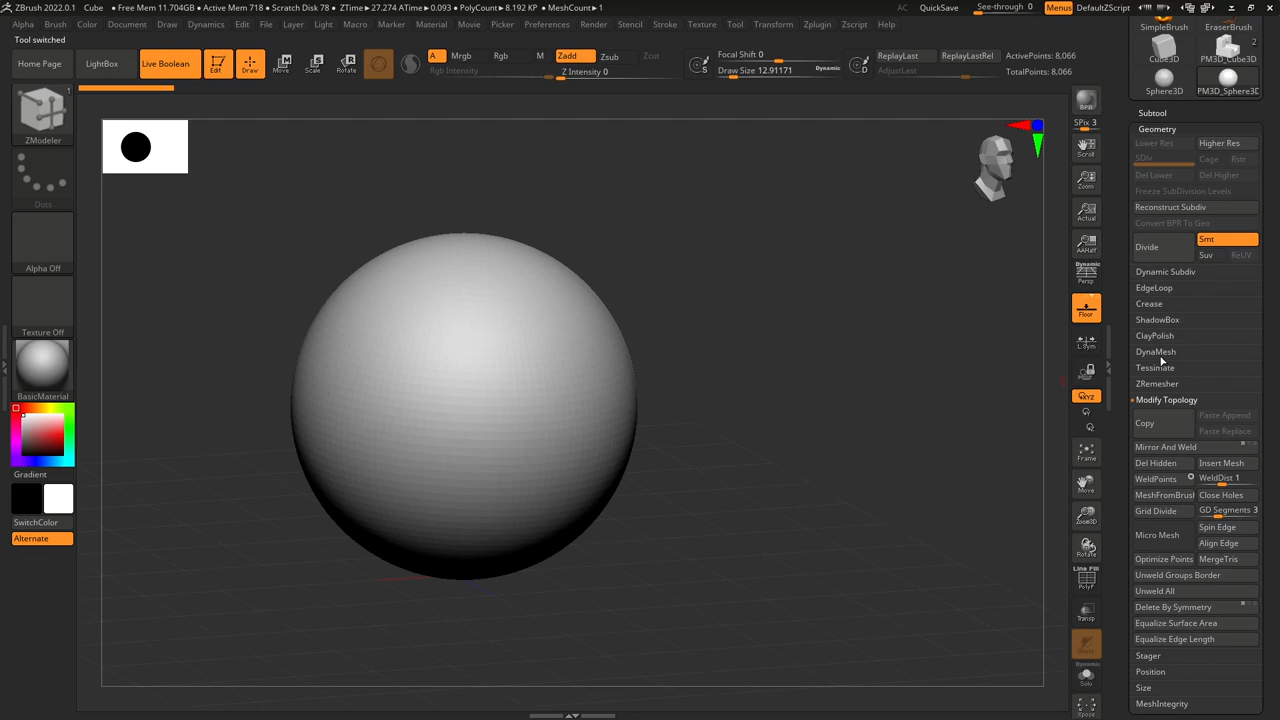 ZBrush 2022.0.1 Cube • Free Mem 11.704GB • Active Mem 718 • Scratch Disk 78 • ZTime▸27.274 ATime▸0.093 • PolyCount▸8.192 KP • MeshCount▸1 AC QuickSave See-through 0 Menus DefaultZScript
Alpha Brush Color Document Draw Dynamics Edit File Layer Light Macro Marker Material Movie Picker Preferences Render Stencil Stroke Texture Tool Transform Zplugin Zscript Help
Tool switched
Home Page LightBox Live Boolean Edit Draw Move Scale Rotate
A Mrgb Rgb M Zadd Zsub Zcut
Rgb Intensity Z Intensity 0
Focal Shift 0
Draw Size 12.91171 Dynamic
S D
ReplayLast ReplayLastRel
AdjustLast
ActivePoints: 8,066
TotalPoints: 8,066
1
ZModeler
Dots
Alpha Off
Texture Off
BasicMaterial
Gradient
SwitchColor
Alternate
BPR
SPix 3
Scroll
Zoom
Actual
AAHalf
Dynamic
Persp
Floor
L.Sym
XYZ
Frame
Move
Zoom3D
Rotate
Line Fill
PolyF
Transp
Ghost
Dynamic
Solo
Xpose
SimpleBrush EraserBrush
2
Cube3D PM3D_Cube3D
Sphere3D PM3D_Sphere3D
Subtool
Geometry
Lower Res Higher Res
SDiv Cage Rstr
Del Lower Del Higher
Freeze SubDivision Levels
Reconstruct Subdiv
Convert BPR To Geo
Divide Smt
Suv ReUV
Dynamic Subdiv
EdgeLoop
Crease
ShadowBox
ClayPolish
DynaMesh
Tessimate
ZRemesher
Modify Topology
Copy Paste Append
Paste Replace
Mirror And Weld
Del Hidden Insert Mesh
WeldPoints WeldDist 1
MeshFromBrush Close Holes
Grid Divide GD Segments 3
Micro Mesh Spin Edge
Align Edge
Optimize Points MergeTris
Unweld Groups Border
Unweld All
Delete By Symmetry
Equalize Surface Area
Equalize Edge Length
Stager
Position
Size
MeshIntegrity